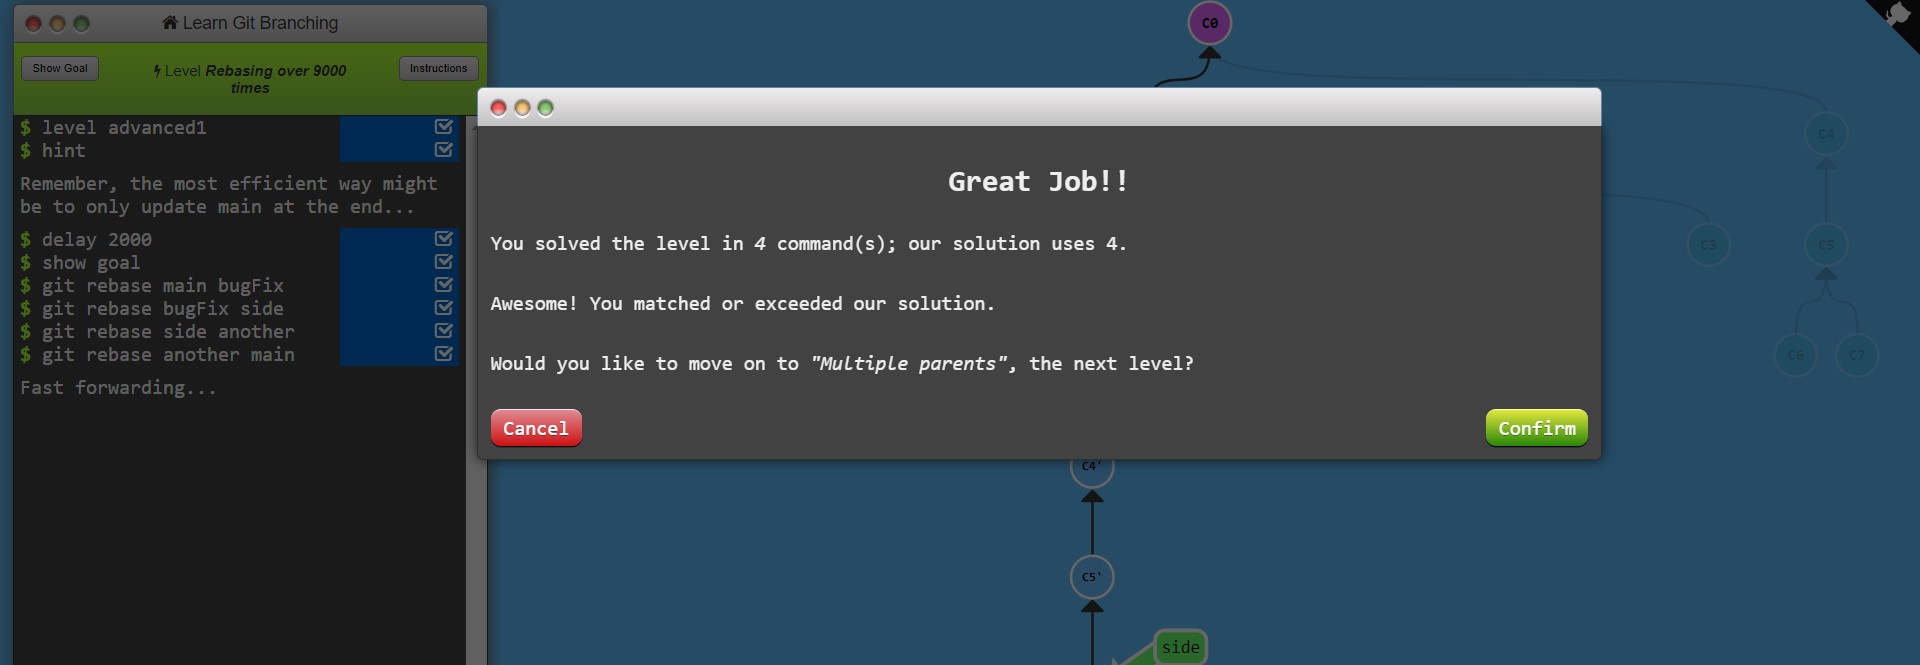 Learn Git Branching
Show Goal
Level Rebasing over 9000
times
Instructions
$ level advanced1
$ hint
Remember, the most efficient way might
be to only update main at the end...
$ delay 2000
$ show goal
$ git rebase main bugFix
$ git rebase bugFix side
$ git rebase side another
$ git rebase another main
Fast forwarding...
C0
C4
C3
C5
C6
C7
Great Job!!
You solved the level in 4 command(s); our solution uses 4.
Awesome! You matched or exceeded our solution.
Would you like to move on to "Multiple parents", the next level?
Cancel
Confirm
C4'
C5'
side